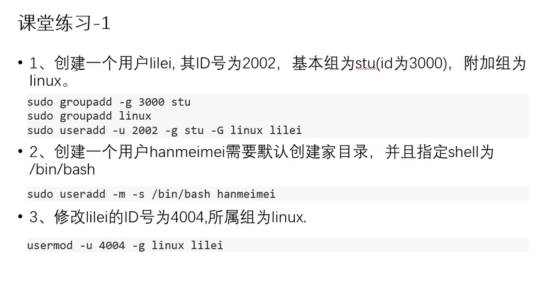 课堂练习-1
• 1、创建一个用户lilei, 其ID号为2002，基本组为stu(id为3000)，附加组为
linux。
sudo groupadd -g 3000 stu
sudo groupadd linux
sudo useradd -u 2002 -g stu -G linux lilei
• 2、创建一个用户hanmeimei需要默认创建家目录，并且指定shell为
/bin/bash
sudo useradd -m -s /bin/bash hanmeimei
• 3、修改lilei的ID号为4004,所属组为linux.
usermod -u 4004 -g linux lilei